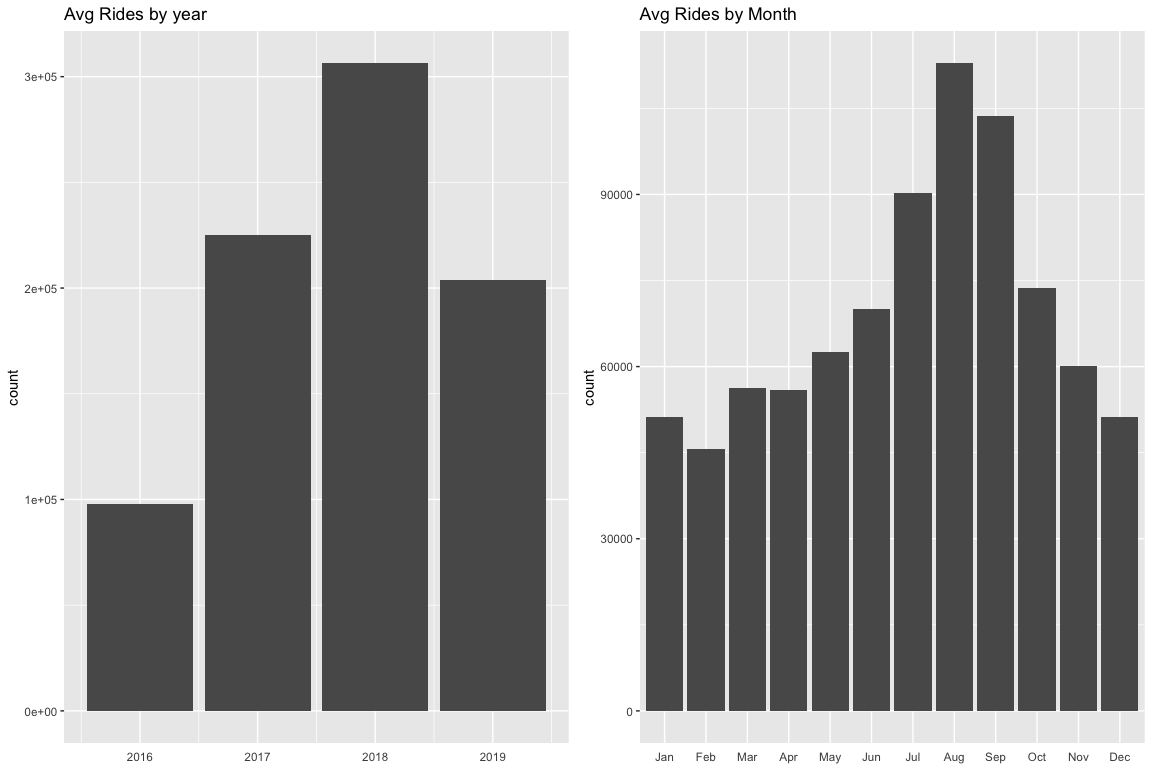 Avg Rides by year
3e+05
2e+05
1e+05
0e+00
count
2016 2017 2018 2019
Avg Rides by Month
90000
60000
30000
0
count
Jan Feb Mar Apr May Jun Jul Aug Sep Oct Nov Dec